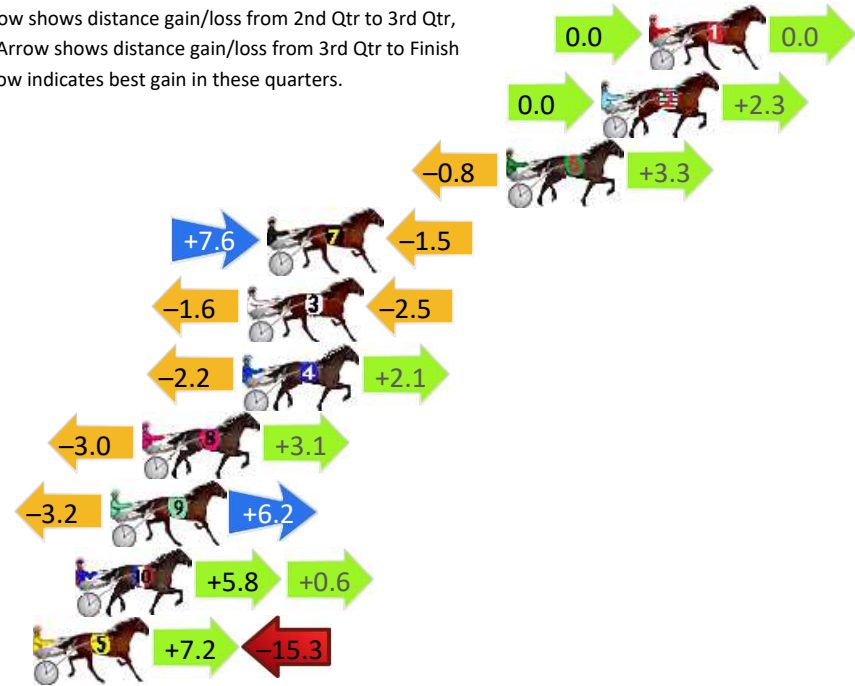 ow shows distance gain/loss from 2nd Qtr to 3rd Qtr,
Arrow shows distance gain/loss from 3rd Qtr to Finish
ow indicates best gain in these quarters.
0.0 1 0.0
0.0 2 +2.3
–0.8 6 +3.3
+7.6 7 –1.5
–1.6 3 –2.5
–2.2 4 +2.1
–3.0 8 +3.1
–3.2 9 +6.2
10 +5.8 +0.6
5 +7.2 –15.3